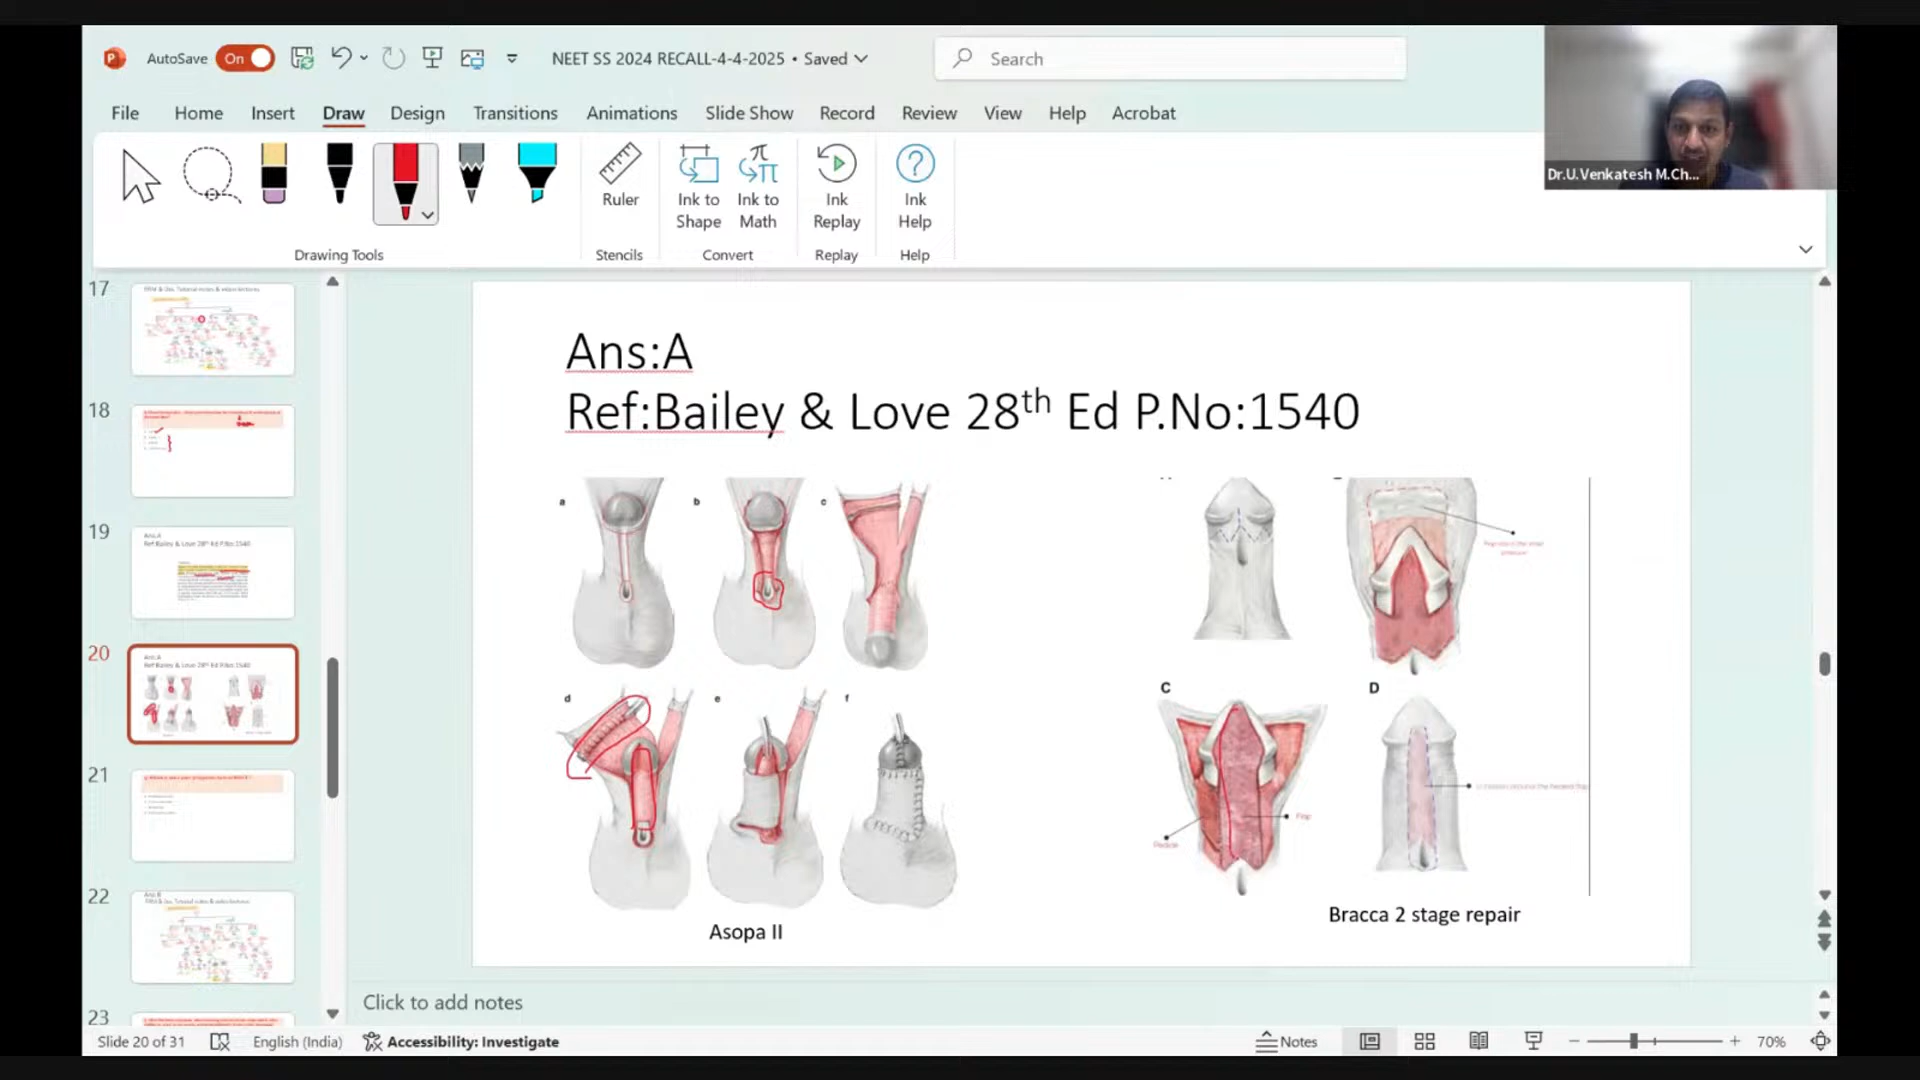 AutoSave On
NEET SS 2024 RECALL-4-4-2025 • Saved
Search
File Home Insert Draw Design Transitions Animations Slide Show Record Review View Help Acrobat
Ruler
Ink to Shape
Ink to Math
Ink Replay
Ink Help
Drawing Tools
Stencils
Convert
Replay
Help
Dr.U.Venkatesh M.Ch...
17
18
19
20
21
22
23
Ans:A
Ref:Bailey & Love 28th Ed P.No:1540
a
b
c
d
e
f
Asopa II
C
D
Pedicle
Flap
Bracca 2 stage repair
Click to add notes
Slide 20 of 31
English (India)
Accessibility: Investigate
Notes
70%